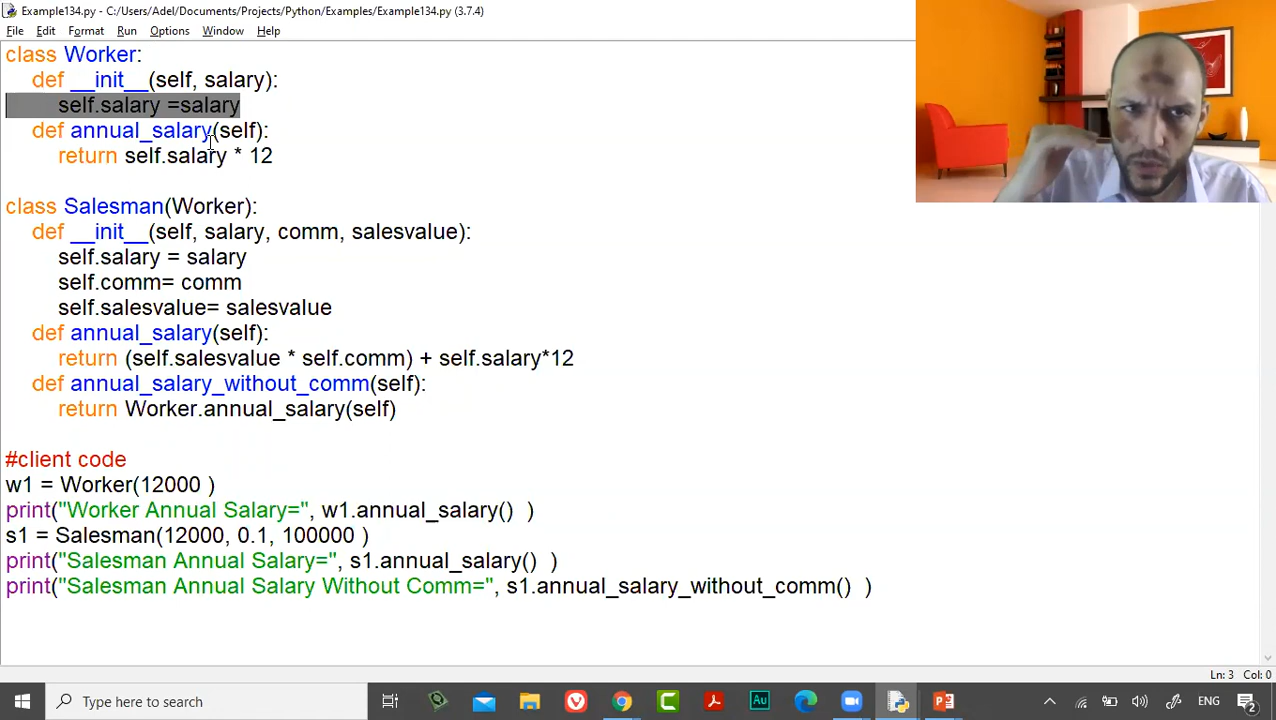 Example134.py - C:/Users/Adel/Documents/Projects/Python/Examples/Example134.py (3.7.4)
File Edit Format Run Options Window Help
class Worker:
def __init__(self, salary):
self.salary =salary
def annual_salary(self):
return self.salary * 12
class Salesman(Worker):
def __init__(self, salary, comm, salesvalue):
self.salary = salary
self.comm= comm
self.salesvalue= salesvalue
def annual_salary(self):
return (self.salesvalue * self.comm) + self.salary*12
def annual_salary_without_comm(self):
return Worker.annual_salary(self)
#client code
w1 = Worker(12000 )
print("Worker Annual Salary=", w1.annual_salary()  )
s1 = Salesman(12000, 0.1, 100000 )
print("Salesman Annual Salary=", s1.annual_salary()  )
print("Salesman Annual Salary Without Comm=", s1.annual_salary_without_comm()  )
Ln: 3 Col: 0
Type here to search
Au
ENG
2